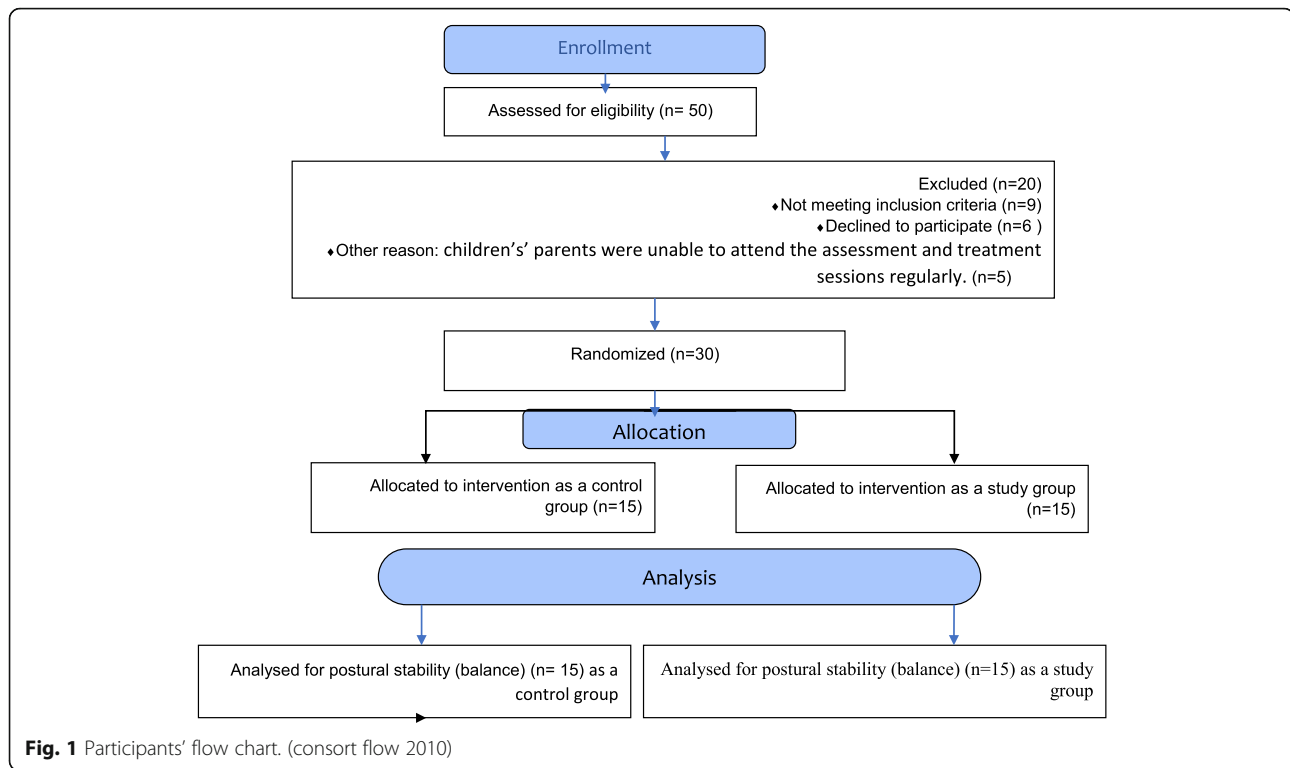 Enrollment
Assessed for eligibility (n= 50)
Excluded (n=20)
♦Not meeting inclusion criteria (n=9)
♦Declined to participate (n=6 )
♦Other reason: children's' parents were unable to attend the assessment and treatment
sessions regularly. (n=5)
Randomized (n=30)
Allocation
Allocated to intervention as a control
group (n=15)
Allocated to intervention as a study group
(n=15)
Analysis
Analysed for postural stability (balance) (n= 15) as a
control group
Analysed for postural stability (balance) (n=15) as a study
group
Fig. 1 Participants' flow chart. (consort flow 2010)